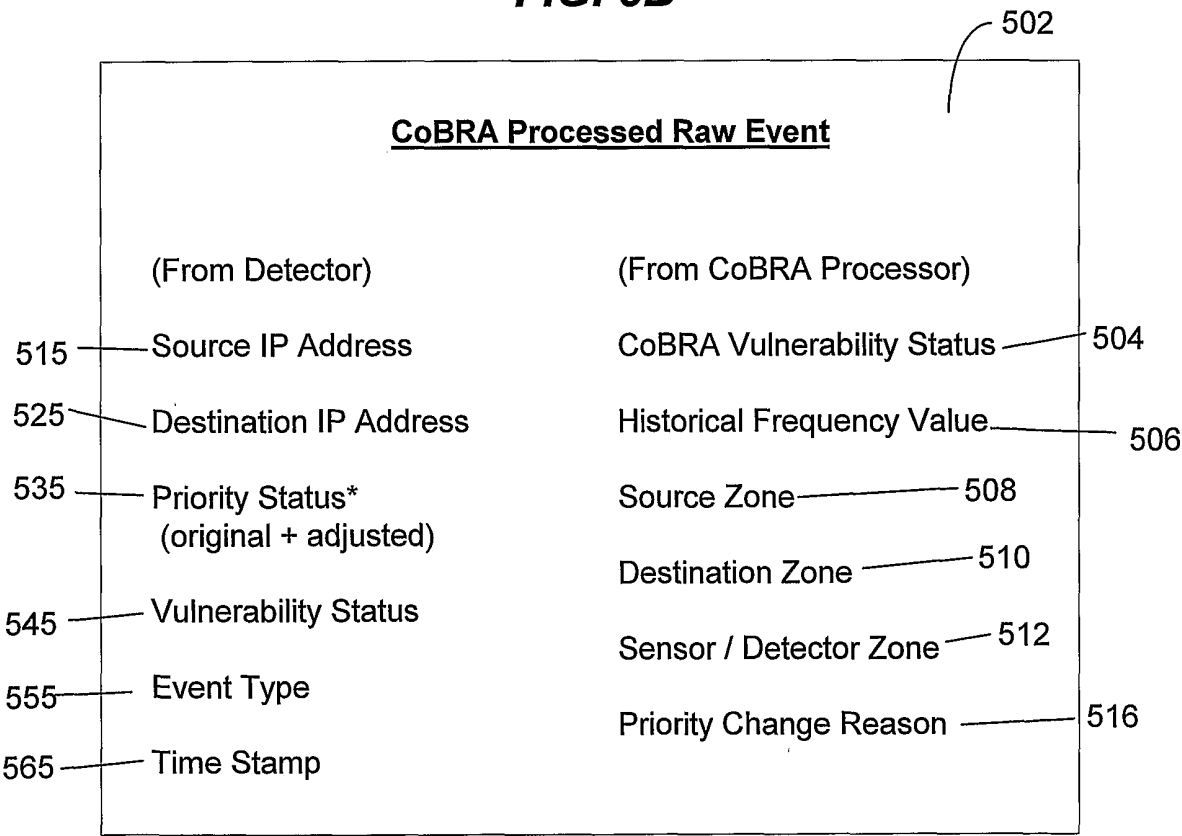 502
CoBRA Processed Raw Event
(From Detector)
(From CoBRA Processor)
515
Source IP Address
CoBRA Vulnerability Status
504
525
Destination IP Address
Historical Frequency Value
506
535
Priority Status*
(original + adjusted)
Source Zone
508
Destination Zone
510
545
Vulnerability Status
Sensor / Detector Zone
512
555
Event Type
Priority Change Reason
516
565
Time Stamp